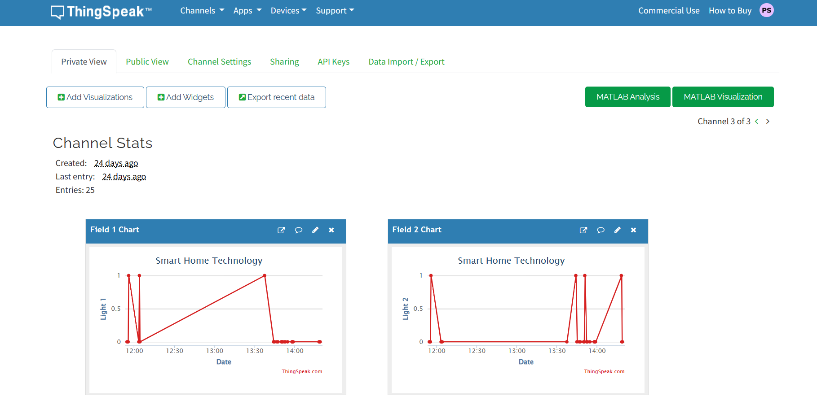 ThingSpeak™ Channels Apps Devices Support Commercial Use How to Buy PS
Private View Public View Channel Settings Sharing API Keys Data Import / Export
Add Visualizations Add Widgets Export recent data MATLAB Analysis MATLAB Visualization
Channel 3 of 3 < >
Channel Stats
Created: 24 days ago
Last entry: 24 days ago
Entries: 25
Field 1 Chart
Smart Home Technology
Light 1
1
0.5
0
12:00 12:30 13:00 13:30 14:00
Date
ThingSpeak.com
Field 2 Chart
Smart Home Technology
Light 2
1
0.5
0
12:00 12:30 13:00 13:30 14:00
Date
ThingSpeak.com